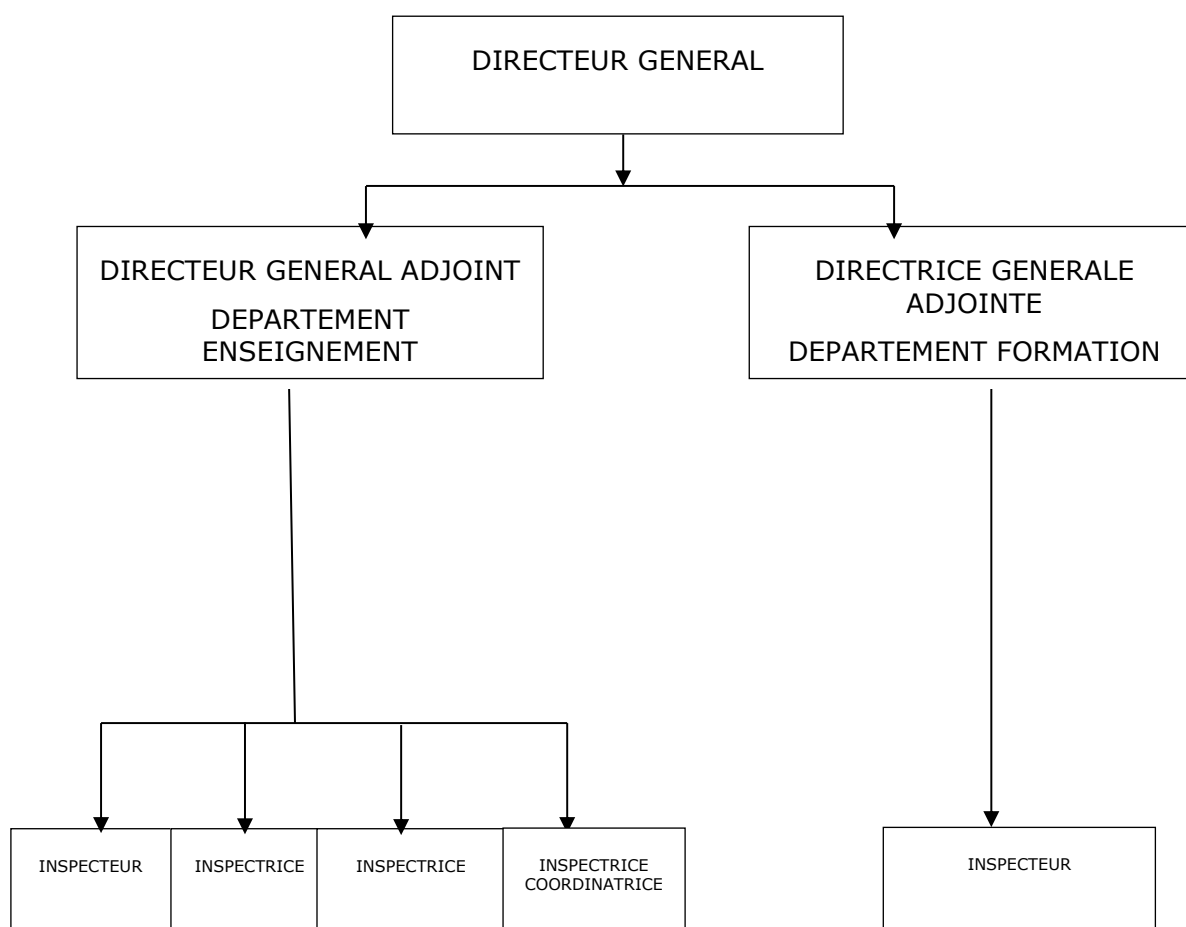 DIRECTEUR GENERAL
DIRECTEUR GENERAL ADJOINT
DEPARTEMENT
ENSEIGNEMENT
DIRECTRICE GENERALE
ADJOINTE
DEPARTEMENT FORMATION
INSPECTEUR
INSPECTRICE
INSPECTRICE
INSPECTRICE
COORDINATRICE
INSPECTEUR